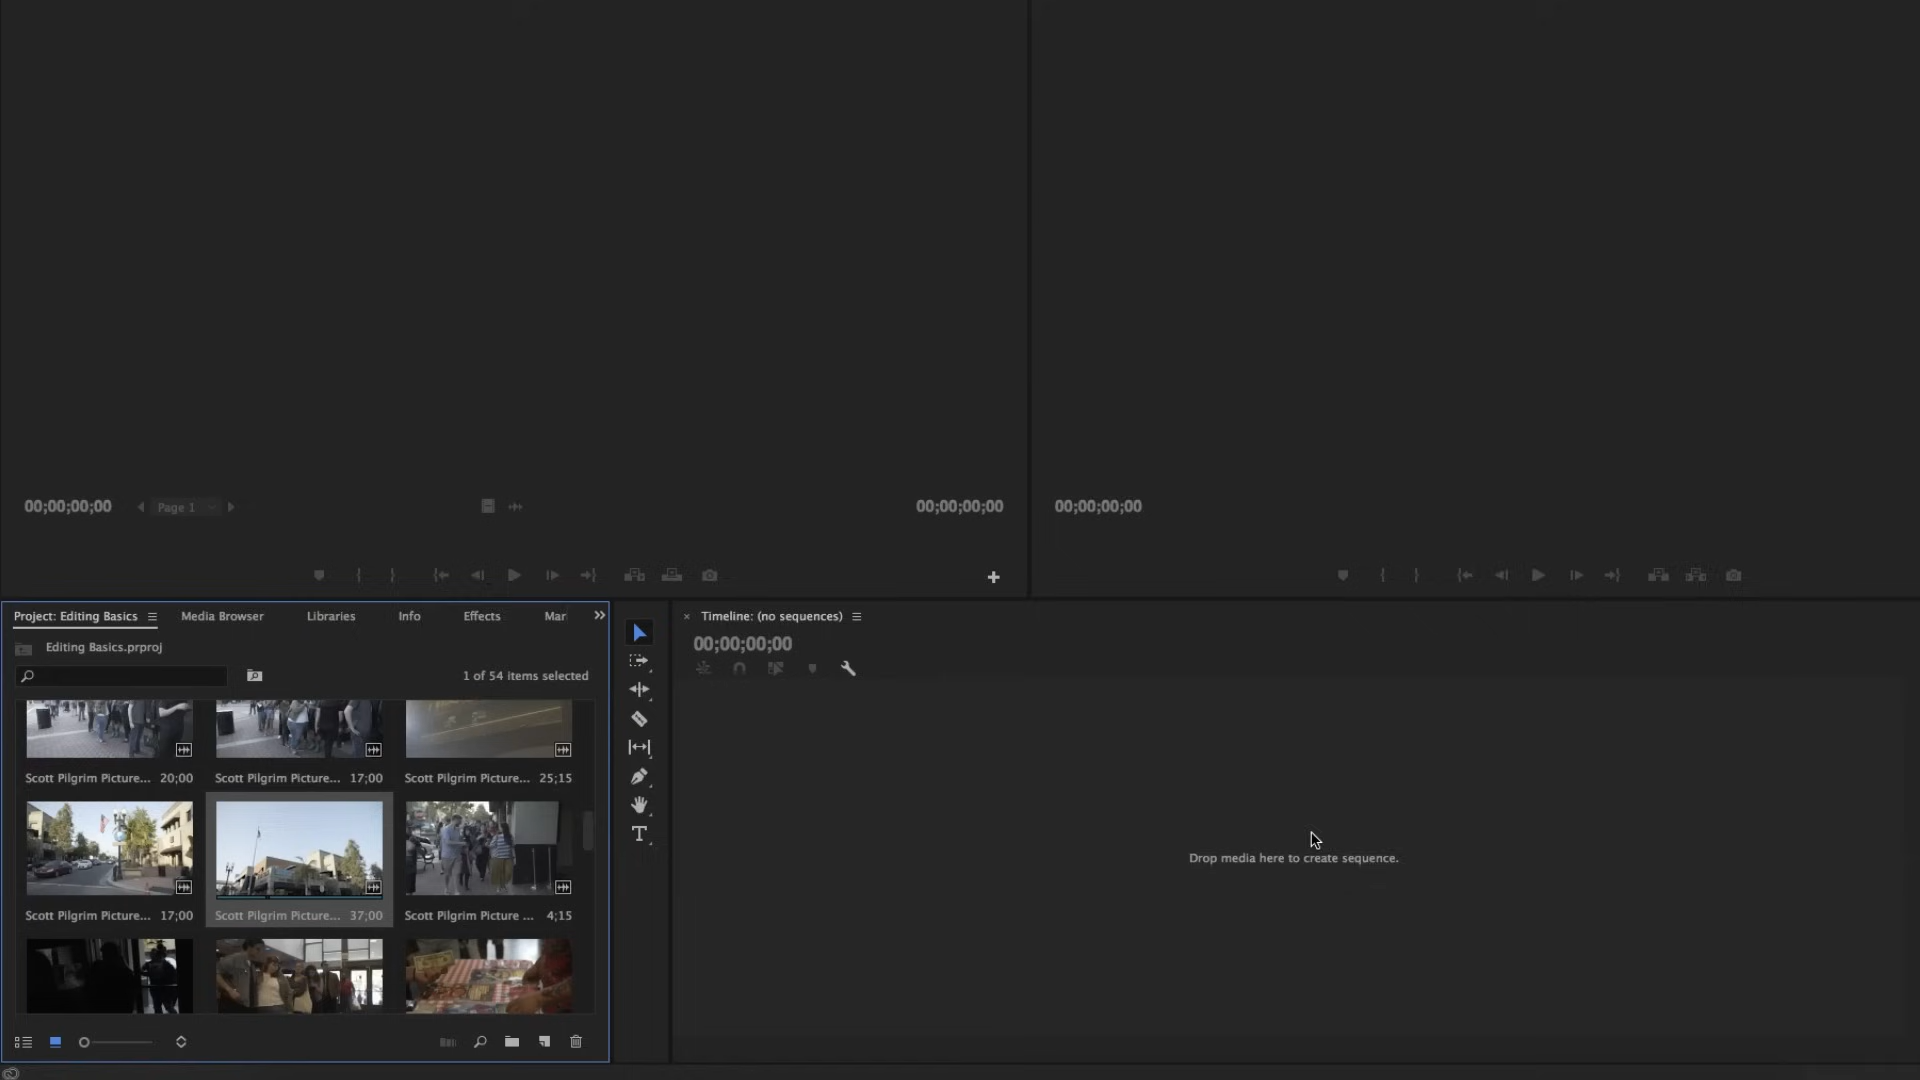 00;00;00;00
Page 1
00;00;00;00
00;00;00;00
Project: Editing Basics
Media Browser
Libraries
Info
Effects
Mar
Editing Basics.prproj
1 of 54 items selected
Scott Pilgrim Picture... 20;00
Scott Pilgrim Picture... 17;00
Scott Pilgrim Picture... 25;15
Scott Pilgrim Picture... 17;00
Scott Pilgrim Picture... 37;00
Scott Pilgrim Picture ... 4;15
Timeline: (no sequences)
00;00;00;00
Drop media here to create sequence.